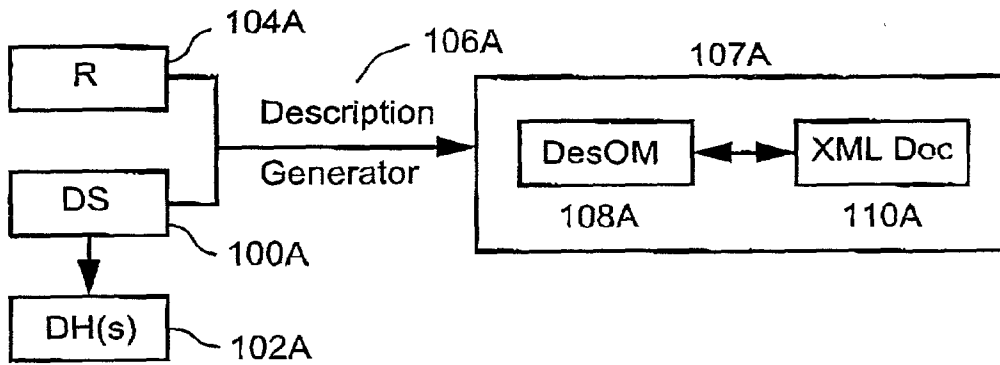 104A
R
106A
107A
Description
Generator
DesOM
XML Doc
108A
110A
DS
100A
DH(s)
102A